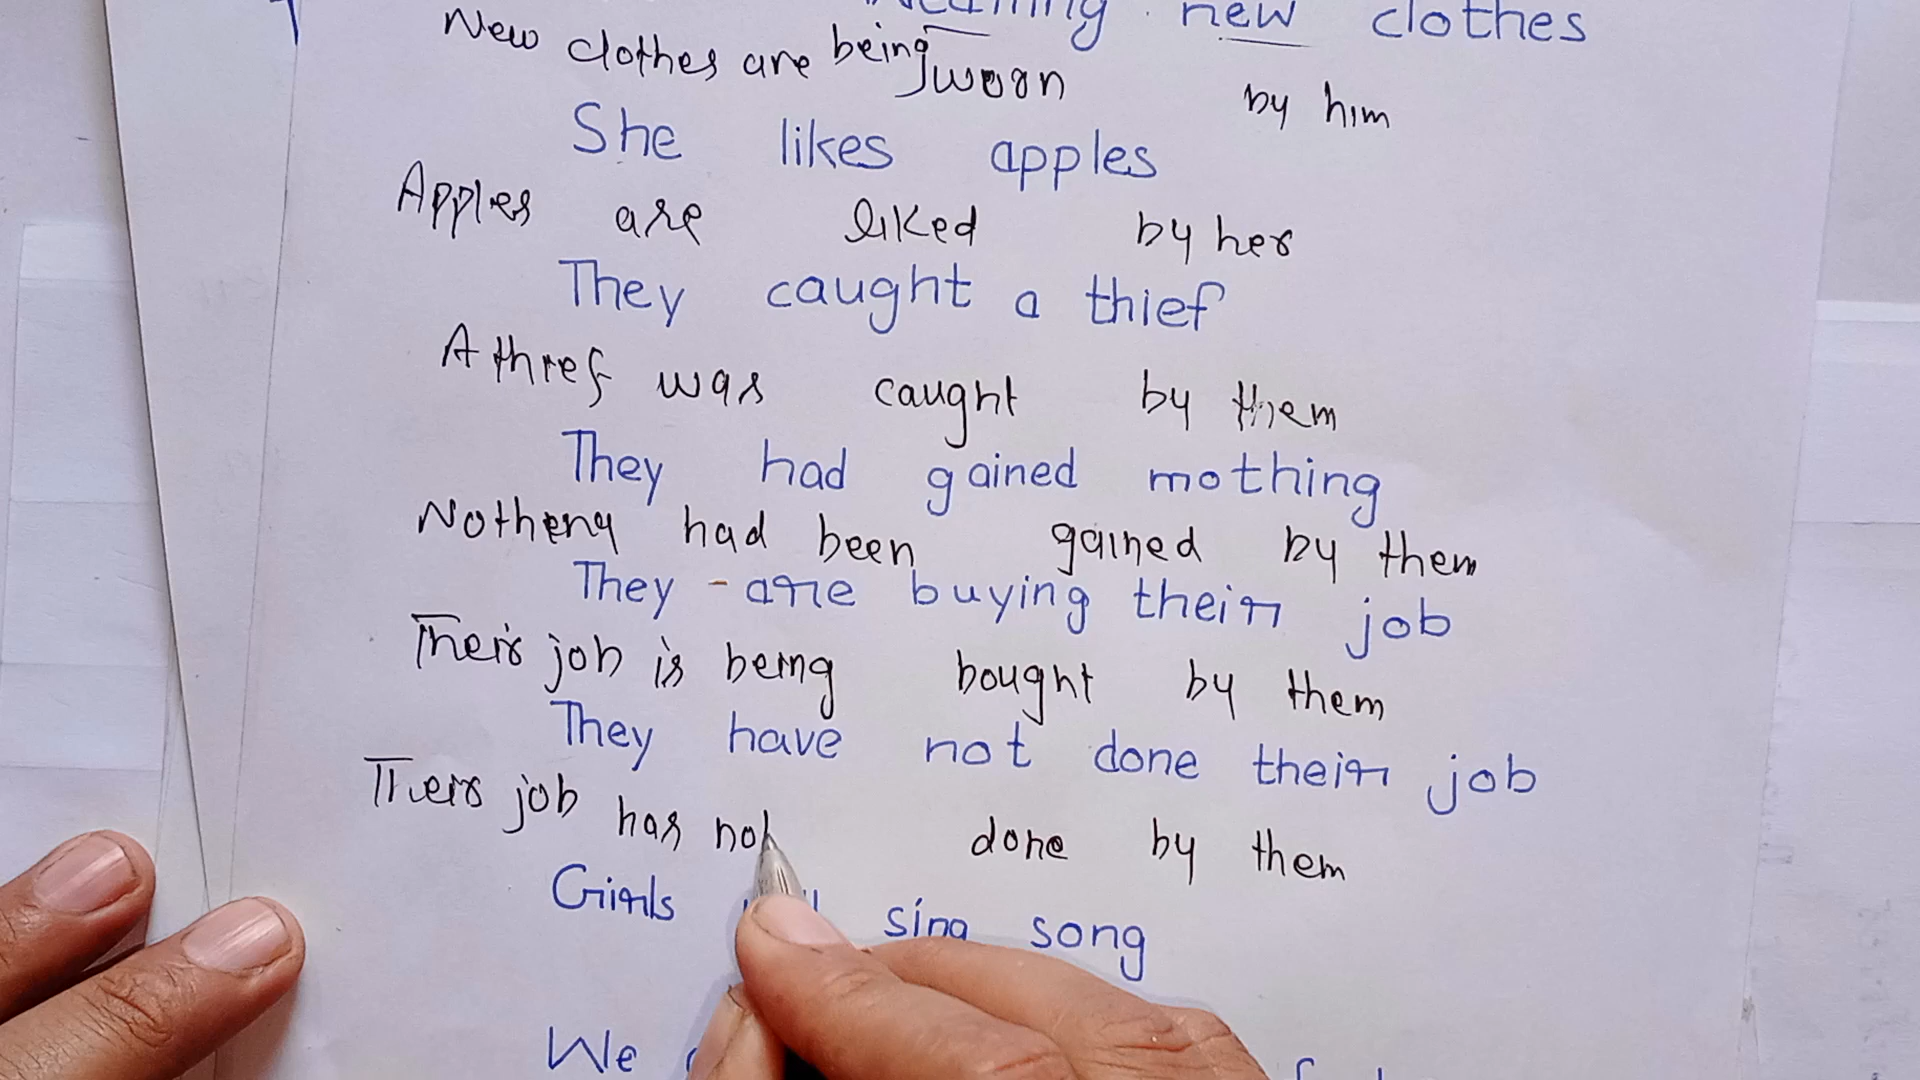 new clothes
New clothes are being worn by him
She likes apples
Apples are liked by her
They caught a thief
A thief was caught by them
They had gained mothing
Nothing had been gained by them
They are buying their job
Their job is being bought by them
They have not done their job
Their job has not done by them
Girls sing song
We